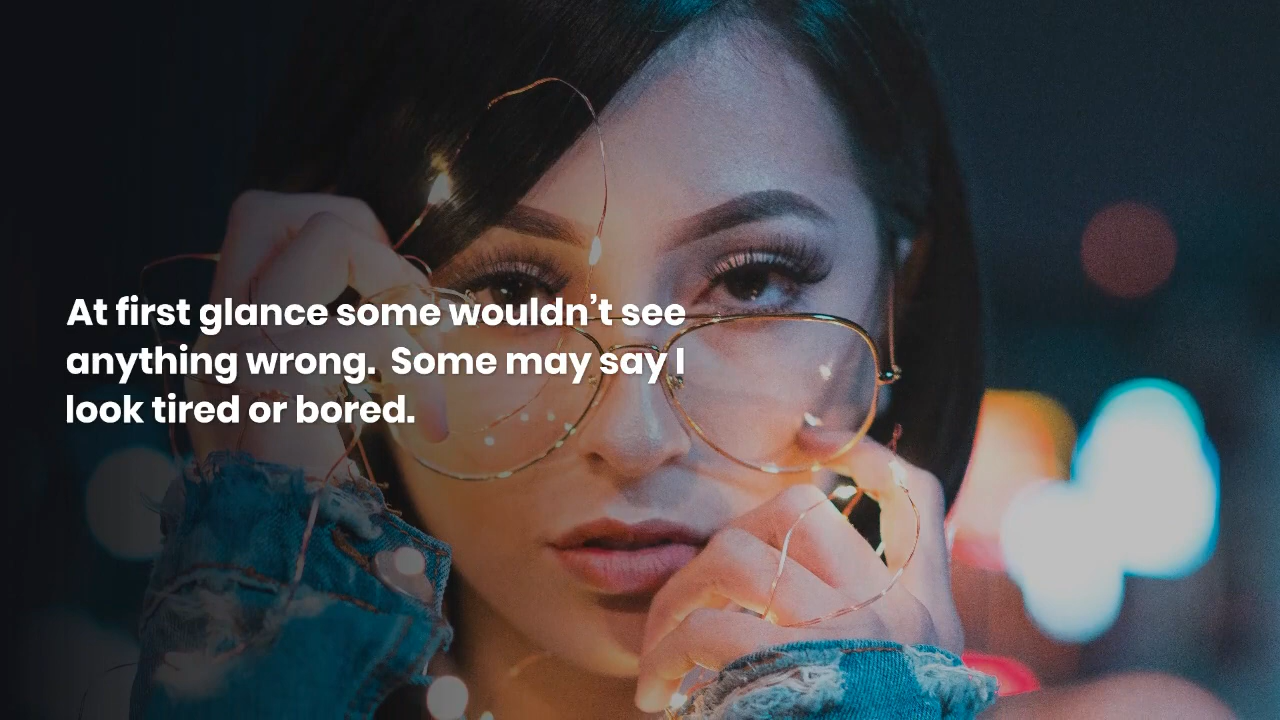 At first glance some wouldn’t see
anything wrong.  Some may say I
look tired or bored.